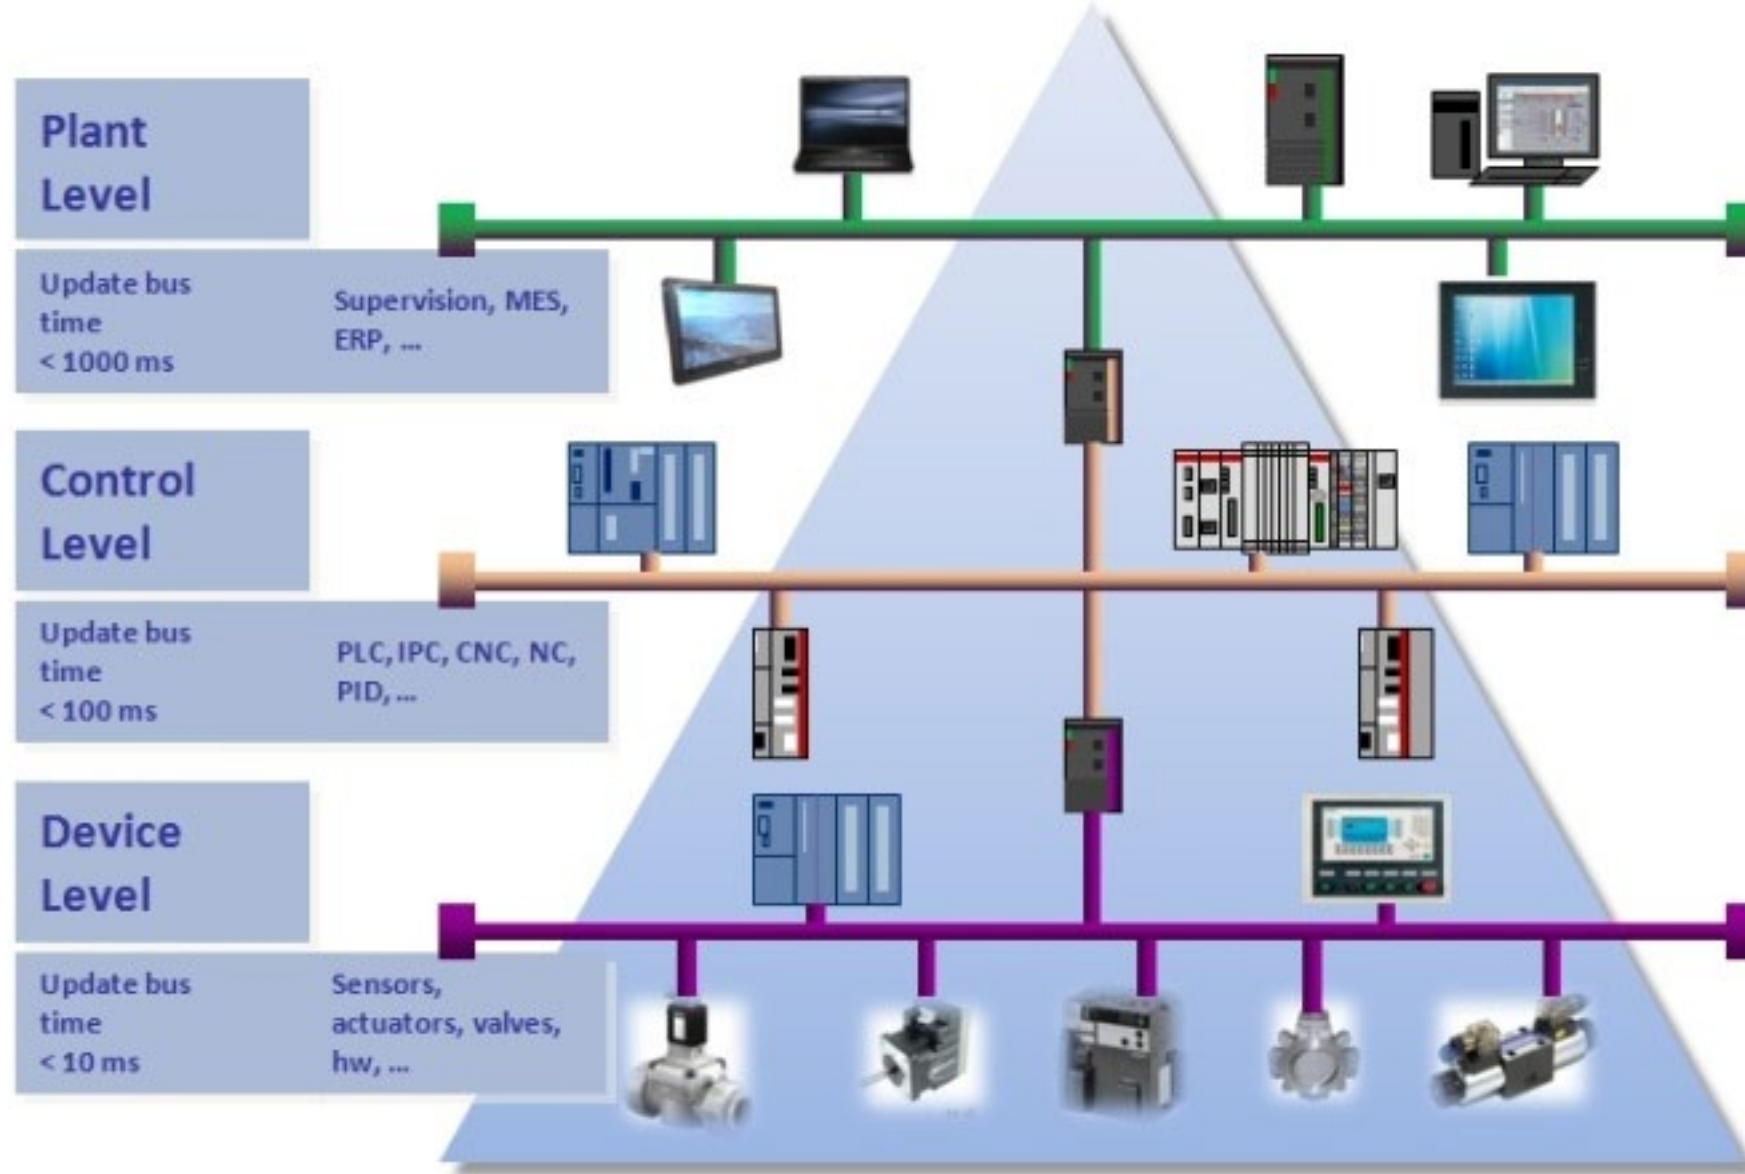 Plant
Level
Update bus
time
< 1000 ms
Supervision, MES,
ERP, ...
Control
Level
Update bus
time
< 100 ms
PLC, IPC, CNC, NC,
PID, ...
Device
Level
Update bus
time
< 10 ms
Sensors,
actuators, valves,
hw, ...